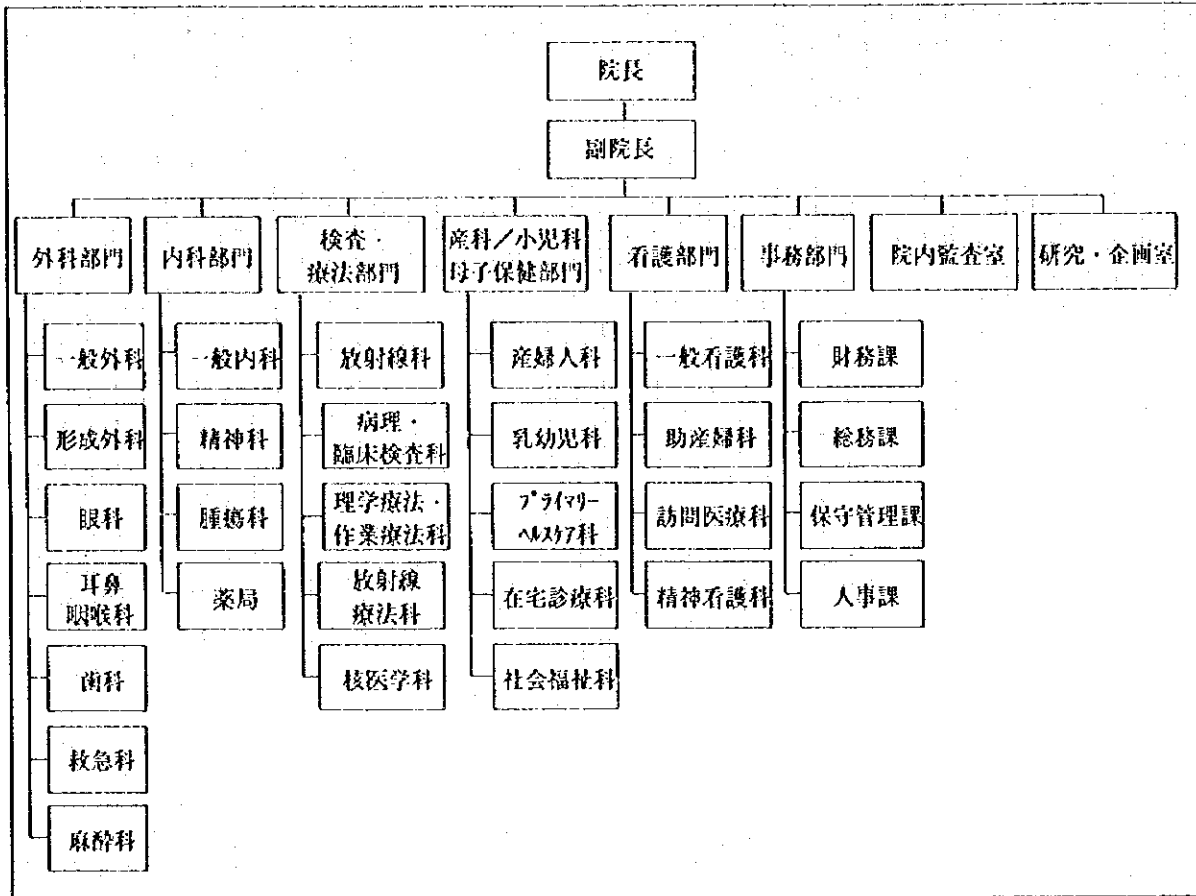 院長
副院長
外科部門
内科部門
検査・
療法部門
産科／小児科
母子保健部門
看護部門
事務部門
院内監査室
研究・企画室
一般外科
形成外科
眼科
耳鼻
咽喉科
歯科
救急科
麻酔科
一般内科
精神科
腫瘍科
薬局
放射線科
病理・
臨床検査科
理学療法・
作業療法科
放射線
療法科
核医学科
産婦人科
乳幼児科
プライマリー
ヘルスケア科
在宅診療科
社会福祉科
一般看護科
助産婦科
訪問医療科
精神看護科
財務課
総務課
保守管理課
人事課